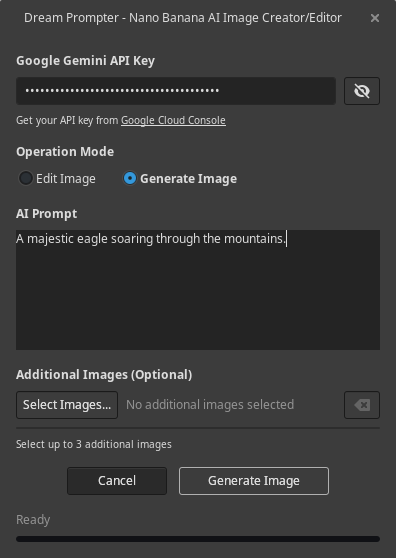 Dream Prompter - Nano Banana AI Image Creator/Editor
Google Gemini API Key
Get your API key from Google Cloud Console
Operation Mode
Edit Image Generate Image
AI Prompt
A majestic eagle soaring through the mountains.
Additional Images (Optional)
Select Images... No additional images selected
Select up to 3 additional images
Cancel Generate Image
Ready